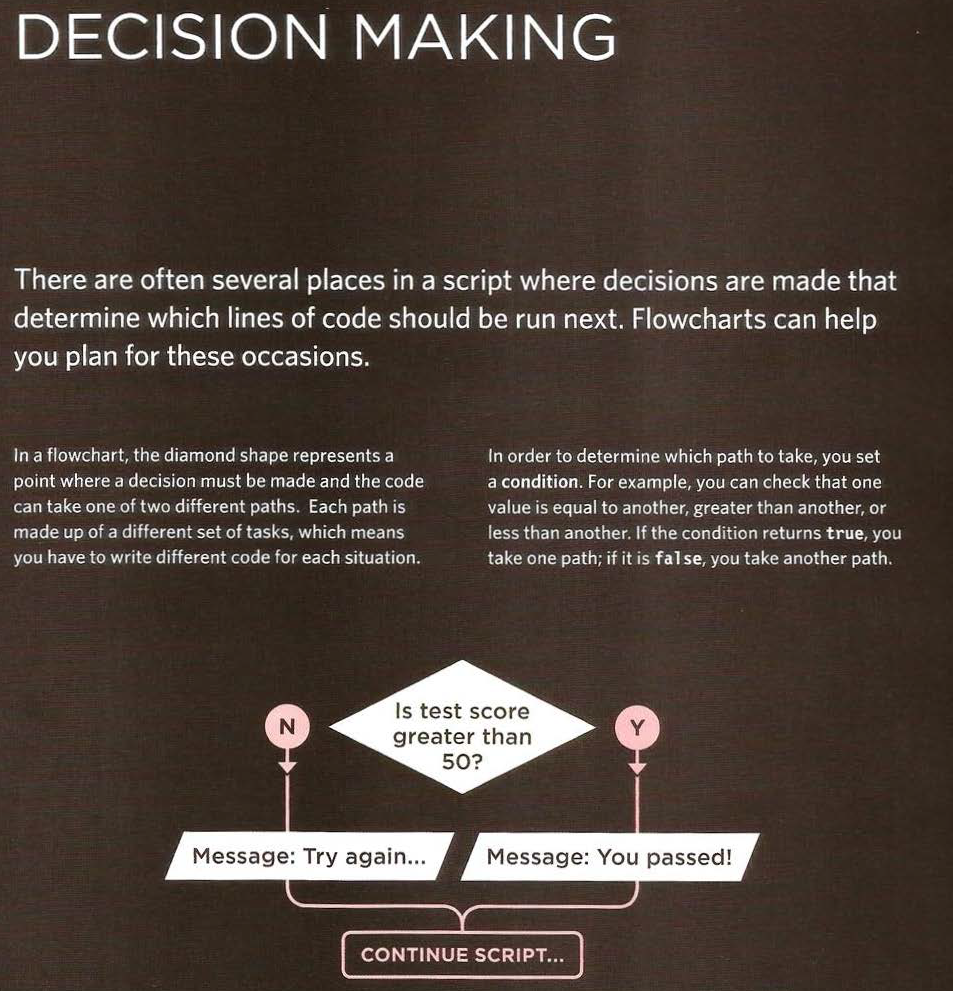 DECISION MAKING
There are often several places in a script where decisions are made that
determine which lines of code should be run next. Flowcharts can help
you plan for these occasions.
In a flowchart, the diamond shape represents a
point where a decision must be made and the code
can take one of two different paths. Each path is
made up of a different set of tasks, which means
you have to write different code for each situation.
In order to determine which path to take, you set
a condition. For example, you can check that one
value is equal to another, greater than another, or
less than another. If the condition returns true, you
take one path; if it is false, you take another path.
N
Is test score
greater than
50?
Y
Message: Try again...
Message: You passed!
CONTINUE SCRIPT...